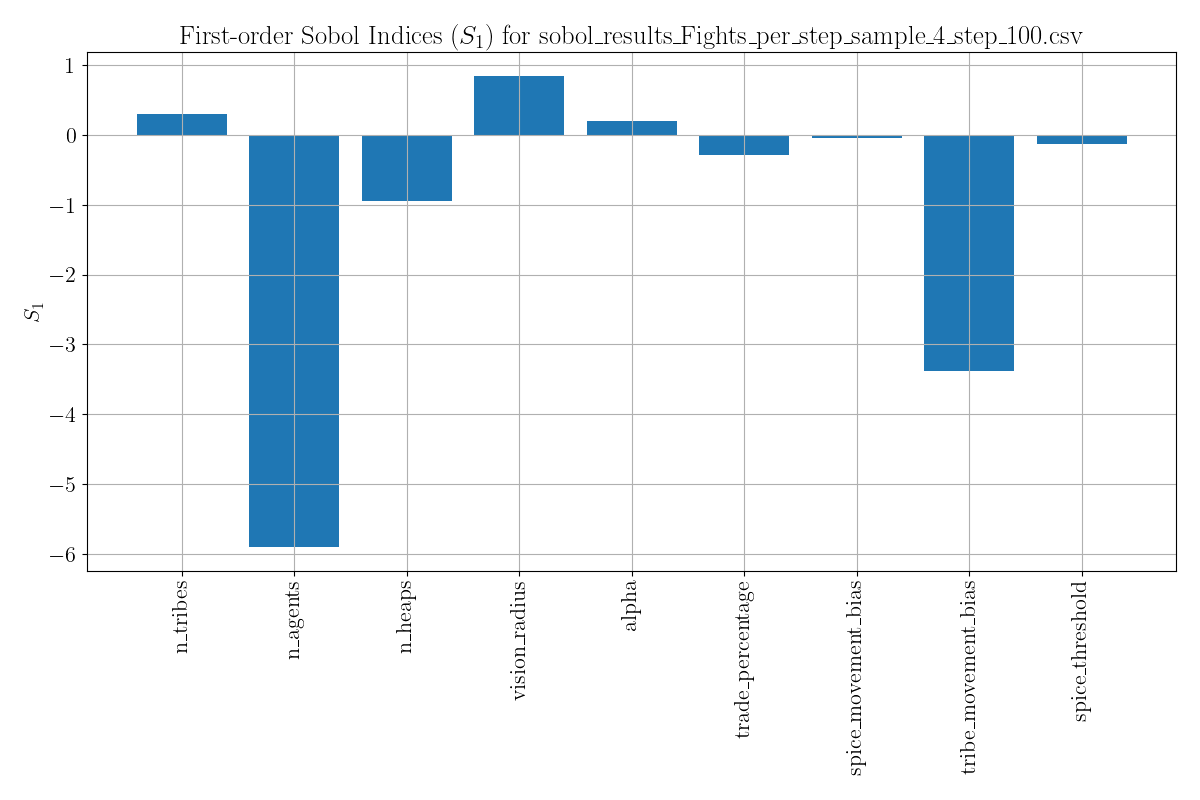 First-order Sobol Indices (S₁) for sobol_results_Fights_per_step_sample_4_step_100.csv
1
0
−1
−2
−3
−4
−5
−6
S₁
n_tribes
n_agents
n_heaps
vision_radius
alpha
trade_percentage
spice_movement_bias
tribe_movement_bias
spice_threshold